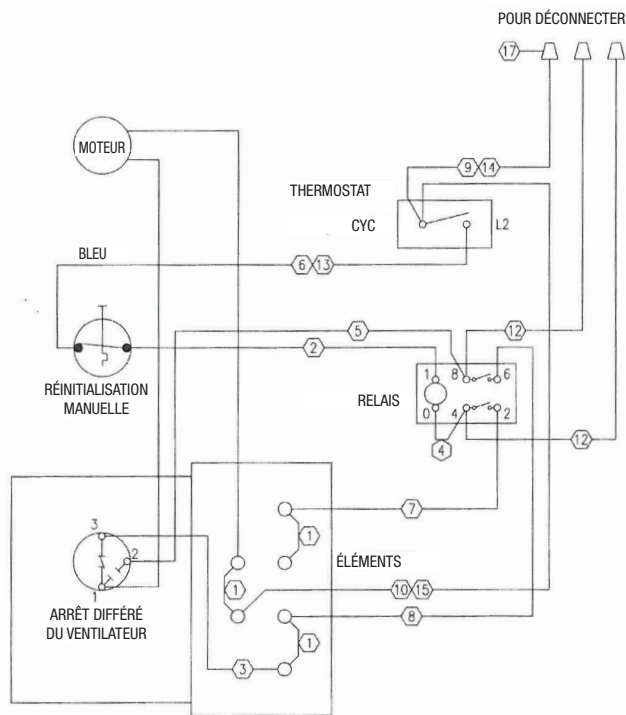 POUR DÉCONNECTER
17
MOTEUR
9 14
THERMOSTAT
CYC L2
BLEU
6 13
5 12
2
1 8 6
RÉINITIALISATION
MANUELLE
RELAIS
0 4 2
4 12
7
3
1
2
ÉLÉMENTS
1
1
10 15
8
1
ARRÊT DIFFÉRÉ
DU VENTILATEUR
1
3